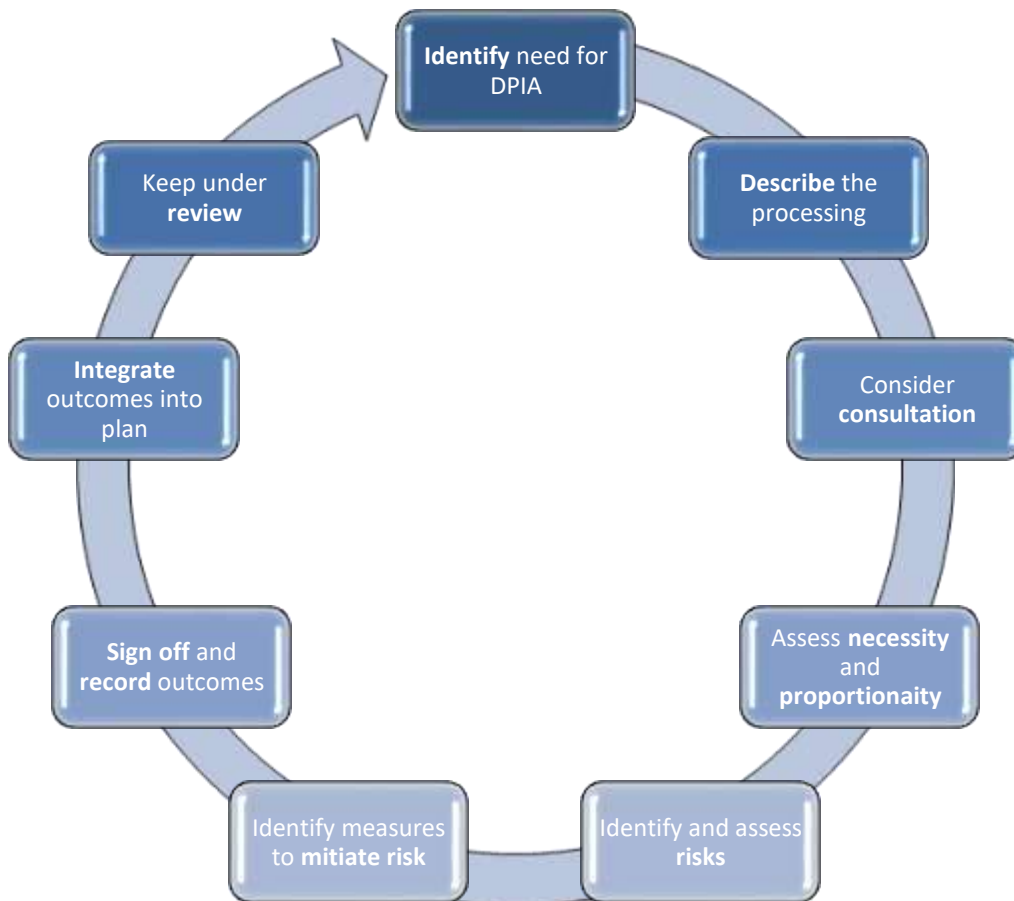 Identify need for
DPIA
Describe the
processing
Consider
consultation
Assess necessity
and
proportionaity
Identify and assess
risks
Identify measures
to mitiate risk
Sign off and
record outcomes
Integrate
outcomes into
plan
Keep under
review